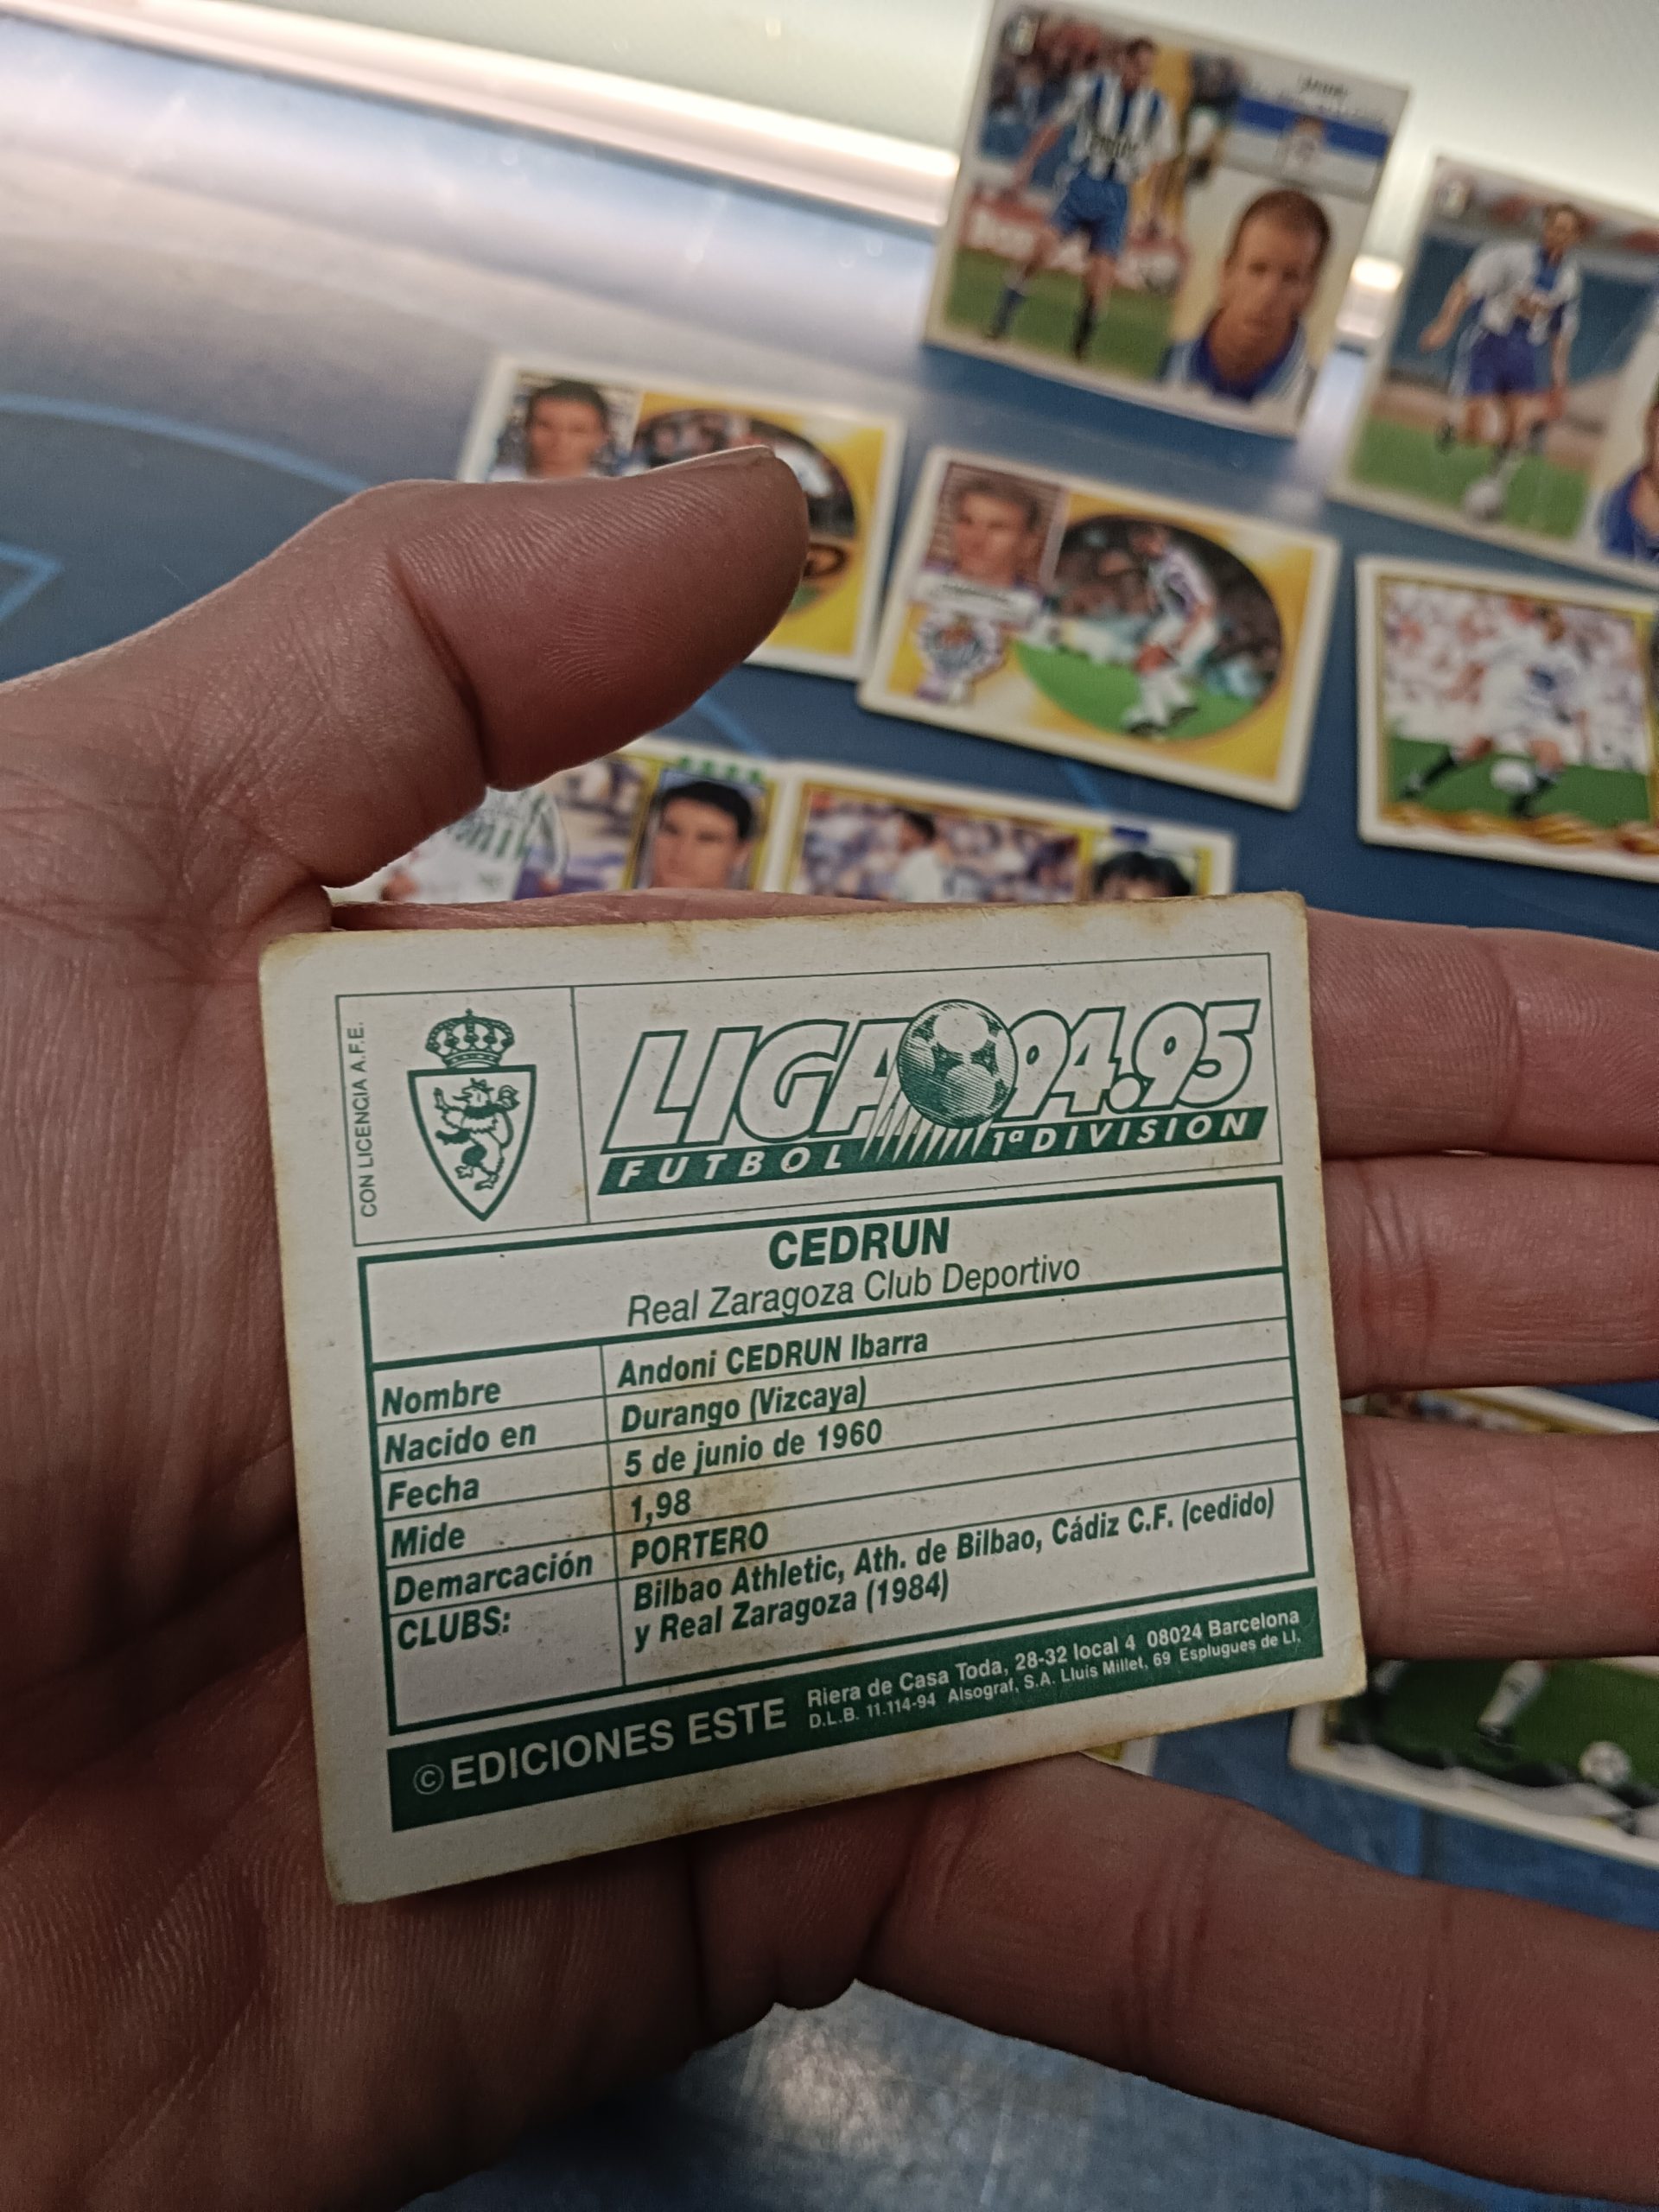 CON LICENCIA A.F.E.
LIGA 94.95
FUTBOL 1ª DIVISION
CEDRUN
Real Zaragoza Club Deportivo
Nombre Andoni CEDRUN Ibarra
Nacido en Durango (Vizcaya)
Fecha 5 de junio de 1960
Mide 1,98
Demarcación PORTERO
CLUBS: Bilbao Athletic, Ath. de Bilbao, Cádiz C.F. (cedido)
y Real Zaragoza (1984)
© EDICIONES ESTE Riera de Casa Toda, 28-32 local 4 08024 Barcelona
D.L.B. 11.114-94 Alsograf, S.A. Lluis Millet, 69 Esplugues de Ll.